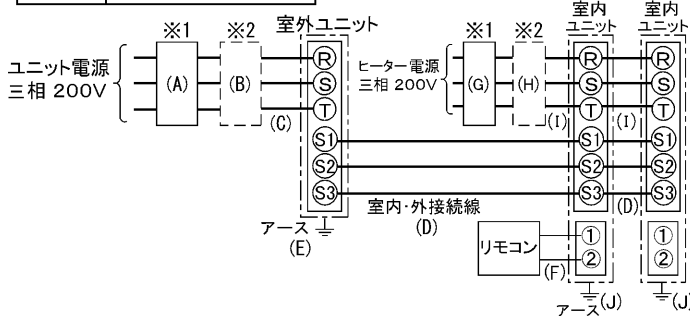 ※1
※2
室外ユニット
※1
※2
室内
ユニット
室内
ユニット
ユニット電源
三相 200V
(A)
(B)
(C)
R
S
T
ヒーター電源
三相 200V
(G)
(H)
(I)
R
S
T
(I)
R
S
T
S1
S2
S3
S1
S2
S3
S1
S2
S3
室内・外接続線
(D)
(D)
アース
(E)
リモコン
(F)
①
②
①
②
アース
(J)
(J)